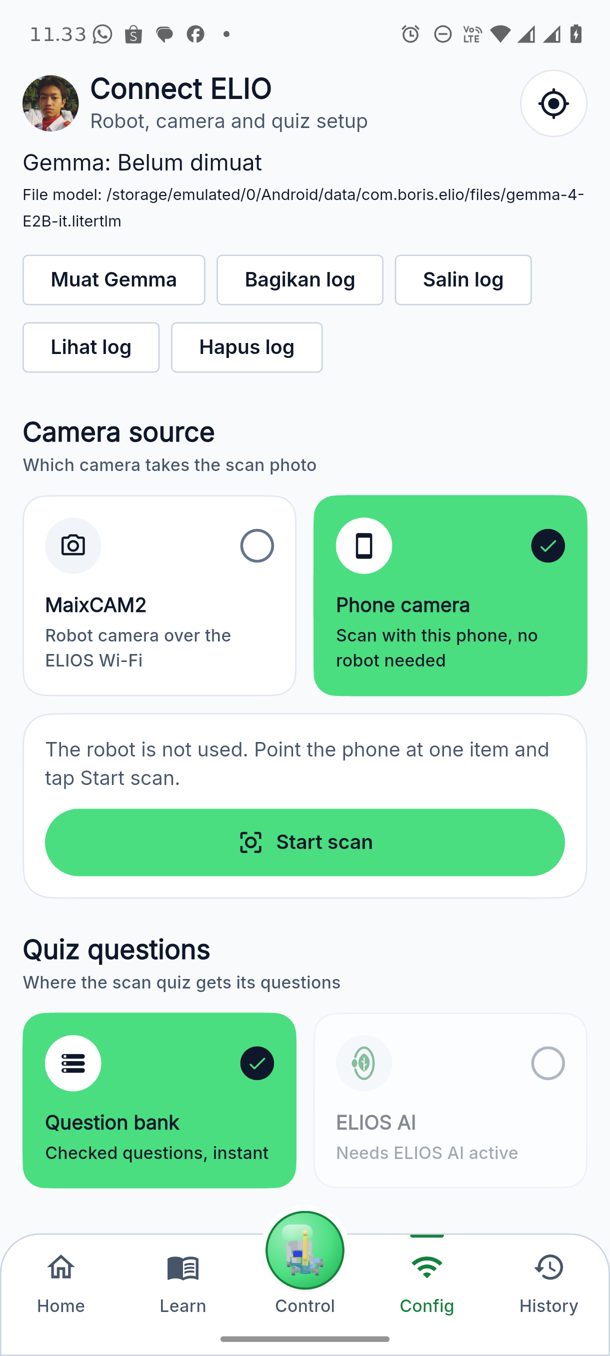 11.33
Connect ELIO
Robot, camera and quiz setup
Gemma: Belum dimuat
File model: /storage/emulated/0/Android/data/com.boris.elio/files/gemma-4-
E2B-it.litertlm
Muat Gemma
Bagikan log
Salin log
Lihat log
Hapus log
Camera source
Which camera takes the scan photo
MaixCAM2
Robot camera over the
ELIOS Wi-Fi
Phone camera
Scan with this phone, no
robot needed
The robot is not used. Point the phone at one item and
tap Start scan.
Start scan
Quiz questions
Where the scan quiz gets its questions
Question bank
Checked questions, instant
ELIOS AI
Needs ELIOS AI active
Home
Learn
Control
Config
History